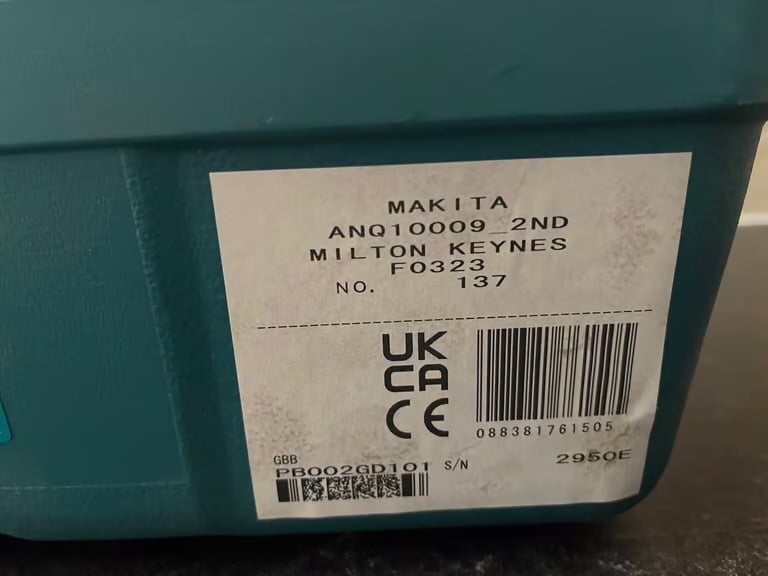 MAKITA
ANQ10009_2ND
MILTON KEYNES
F0323
NO. 137
UK
CA
CE
088381761505
GBB
PB002GD101 S/N 2950E